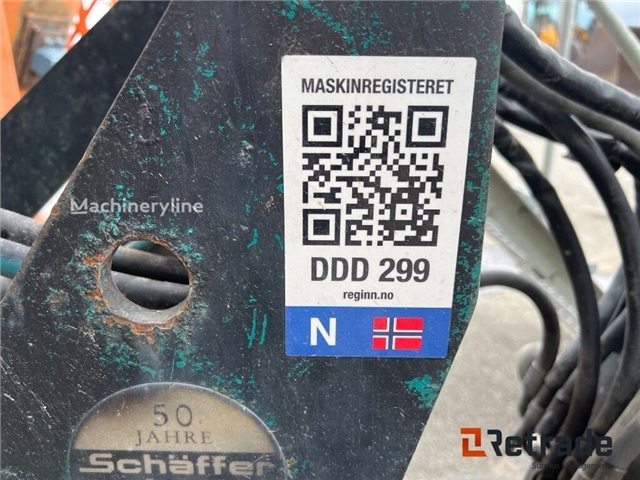 MASKINREGISTERET
Machineryline
DDD 299
reginn.no
N
50
JAHRE
Schäffer
Retrade